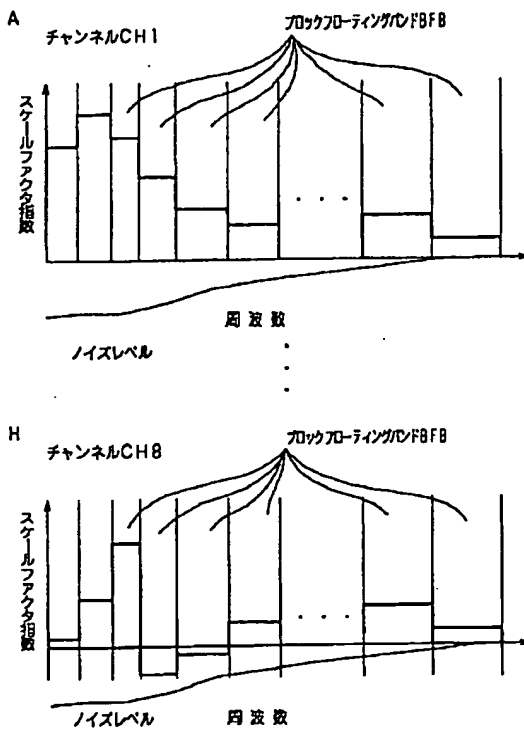 A
チャンネルCH1
ブロックフローティングバンドBFB
スケールファクタ指数
周波数
ノイズレベル
H
チャンネルCH8
ブロックフローティングバンドBFB
スケールファクタ指数
ノイズレベル
周波数